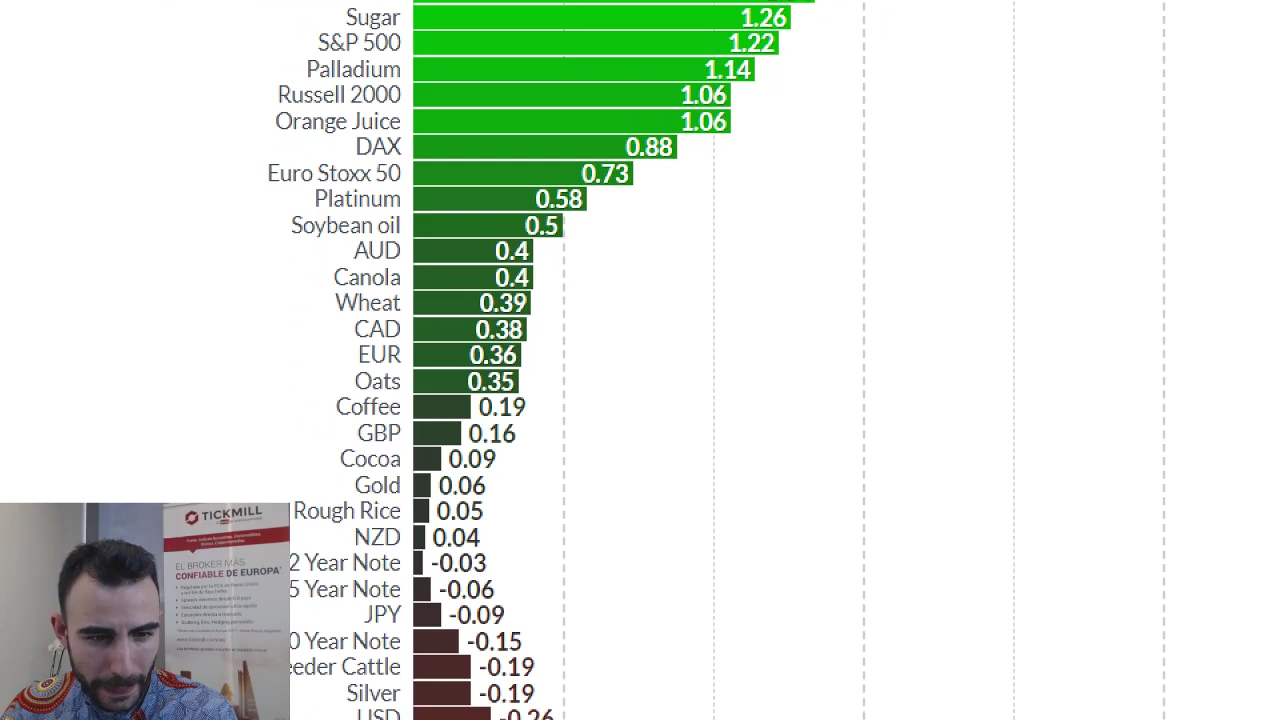 Sugar 1.26
S&P 500 1.22
Palladium 1.14
Russell 2000 1.06
Orange Juice 1.06
DAX 0.88
Euro Stoxx 50 0.73
Platinum 0.58
Soybean oil 0.5
AUD 0.4
Canola 0.4
Wheat 0.39
CAD 0.38
EUR 0.36
Oats 0.35
Coffee 0.19
GBP 0.16
Cocoa 0.09
Gold 0.06
Rough Rice 0.05
NZD 0.04
2 Year Note -0.03
5 Year Note -0.06
JPY -0.09
0 Year Note -0.15
eeder Cattle -0.19
Silver -0.19
USD -0.26
TICKMILL
EL BROKER MÁS
CONFIABLE DE EUROPA*